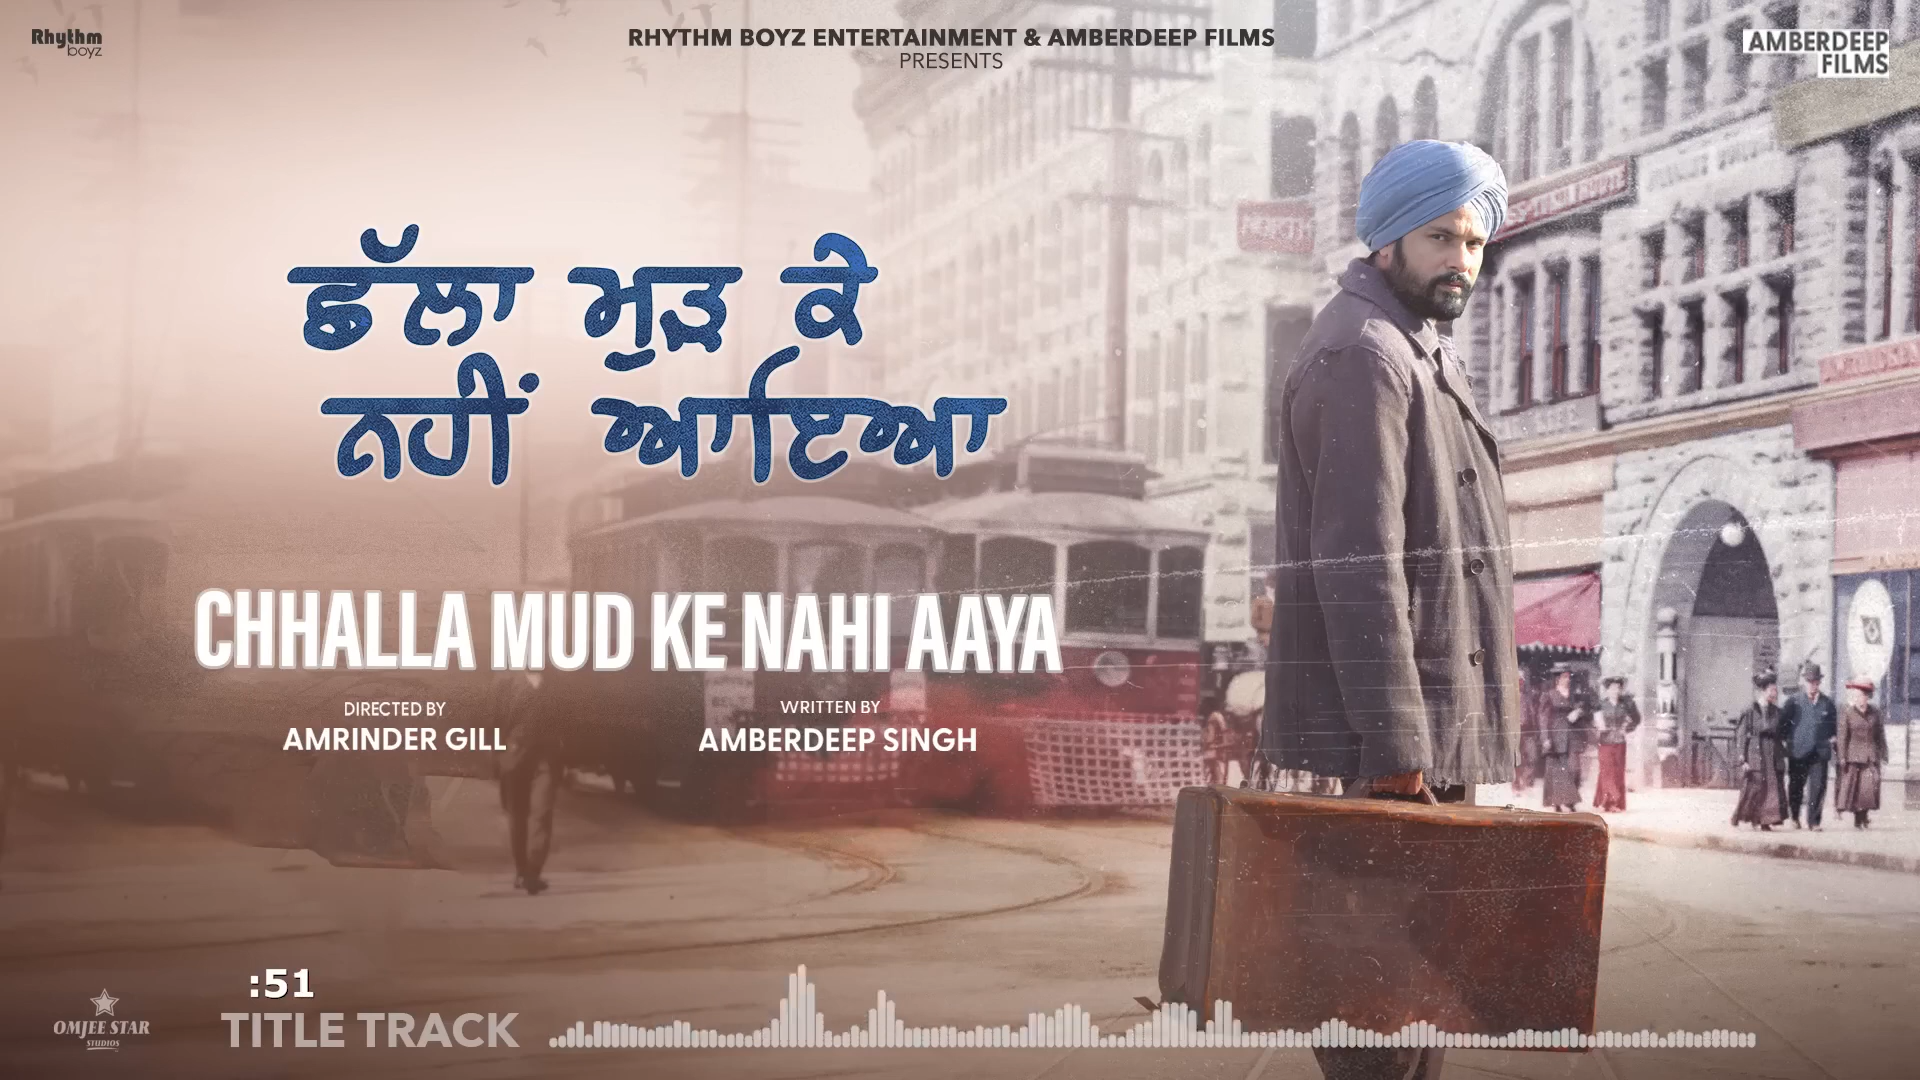 Rhythm
boyz
RHYTHM BOYZ ENTERTAINMENT & AMBERDEEP FILMS
PRESENTS
AMBERDEEP
FILMS
ਛੱਲਾ ਮੁੜ ਕੇ
ਨਹੀਂ ਆਇਆ
CHHALLA MUD KE NAHI AAYA
DIRECTED BY
AMRINDER GILL
WRITTEN BY
AMBERDEEP SINGH
:51
TITLE TRACK
OMJEE STAR
STUDIOS